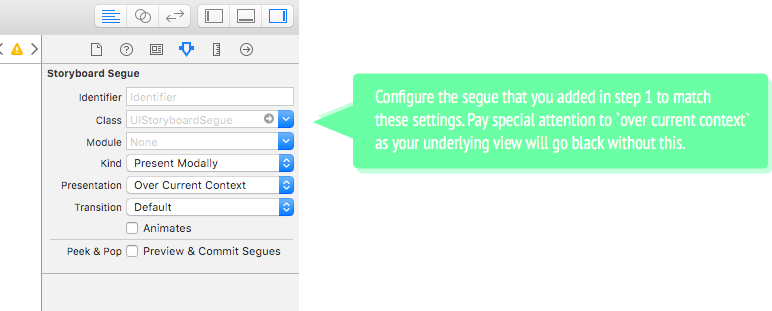 Storyboard Segue
Identifier Identifier
Class UIStoryboardSegue
Module None
Kind Present Modally
Presentation Over Current Context
Transition Default
Animates
Peek & Pop Preview & Commit Segues
Configure the segue that you added in step 1 to match
these settings. Pay special attention to `over current context`
as your underlying view will go black without this.